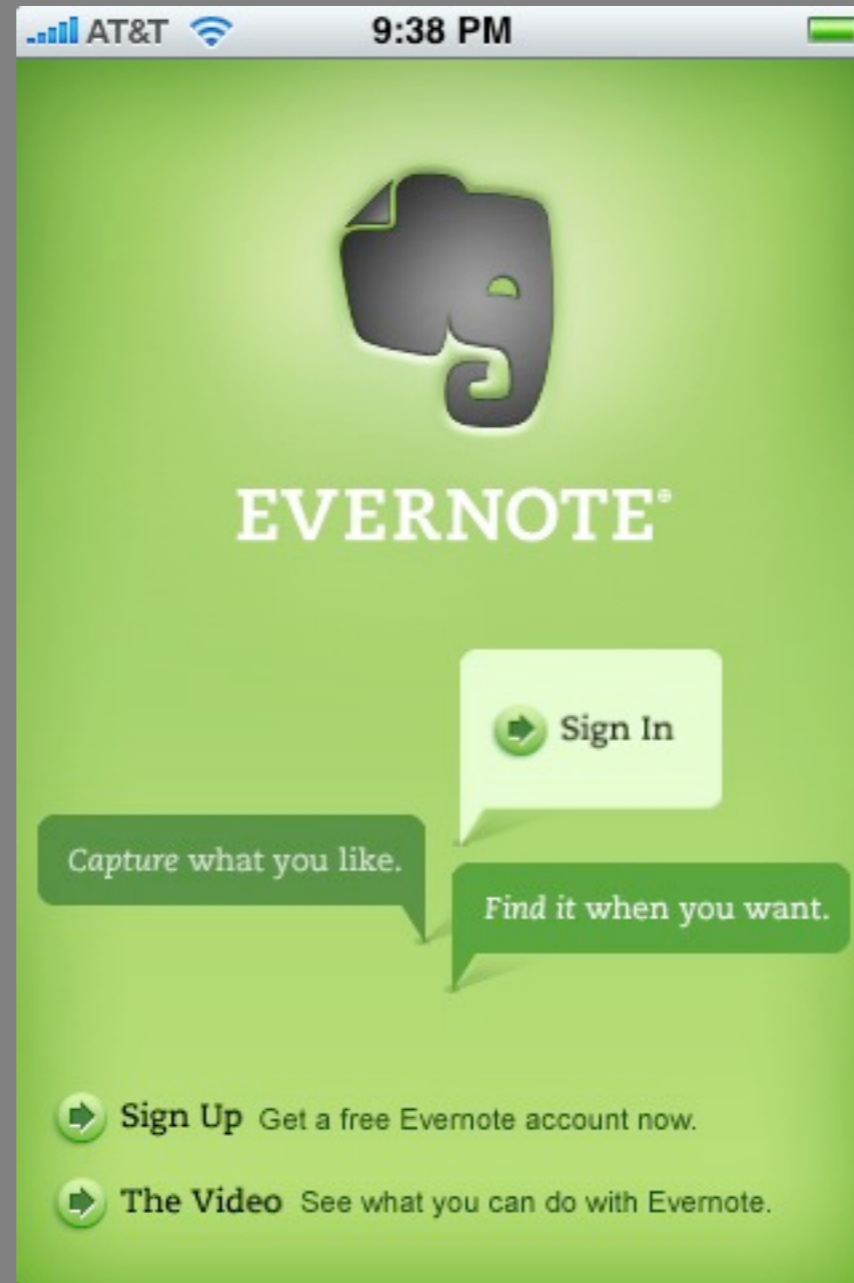 AT&T 9:38 PM
EVERNOTE®
Sign In
Capture what you like.
Find it when you want.
Sign Up Get a free Evernote account now.
The Video See what you can do with Evernote.